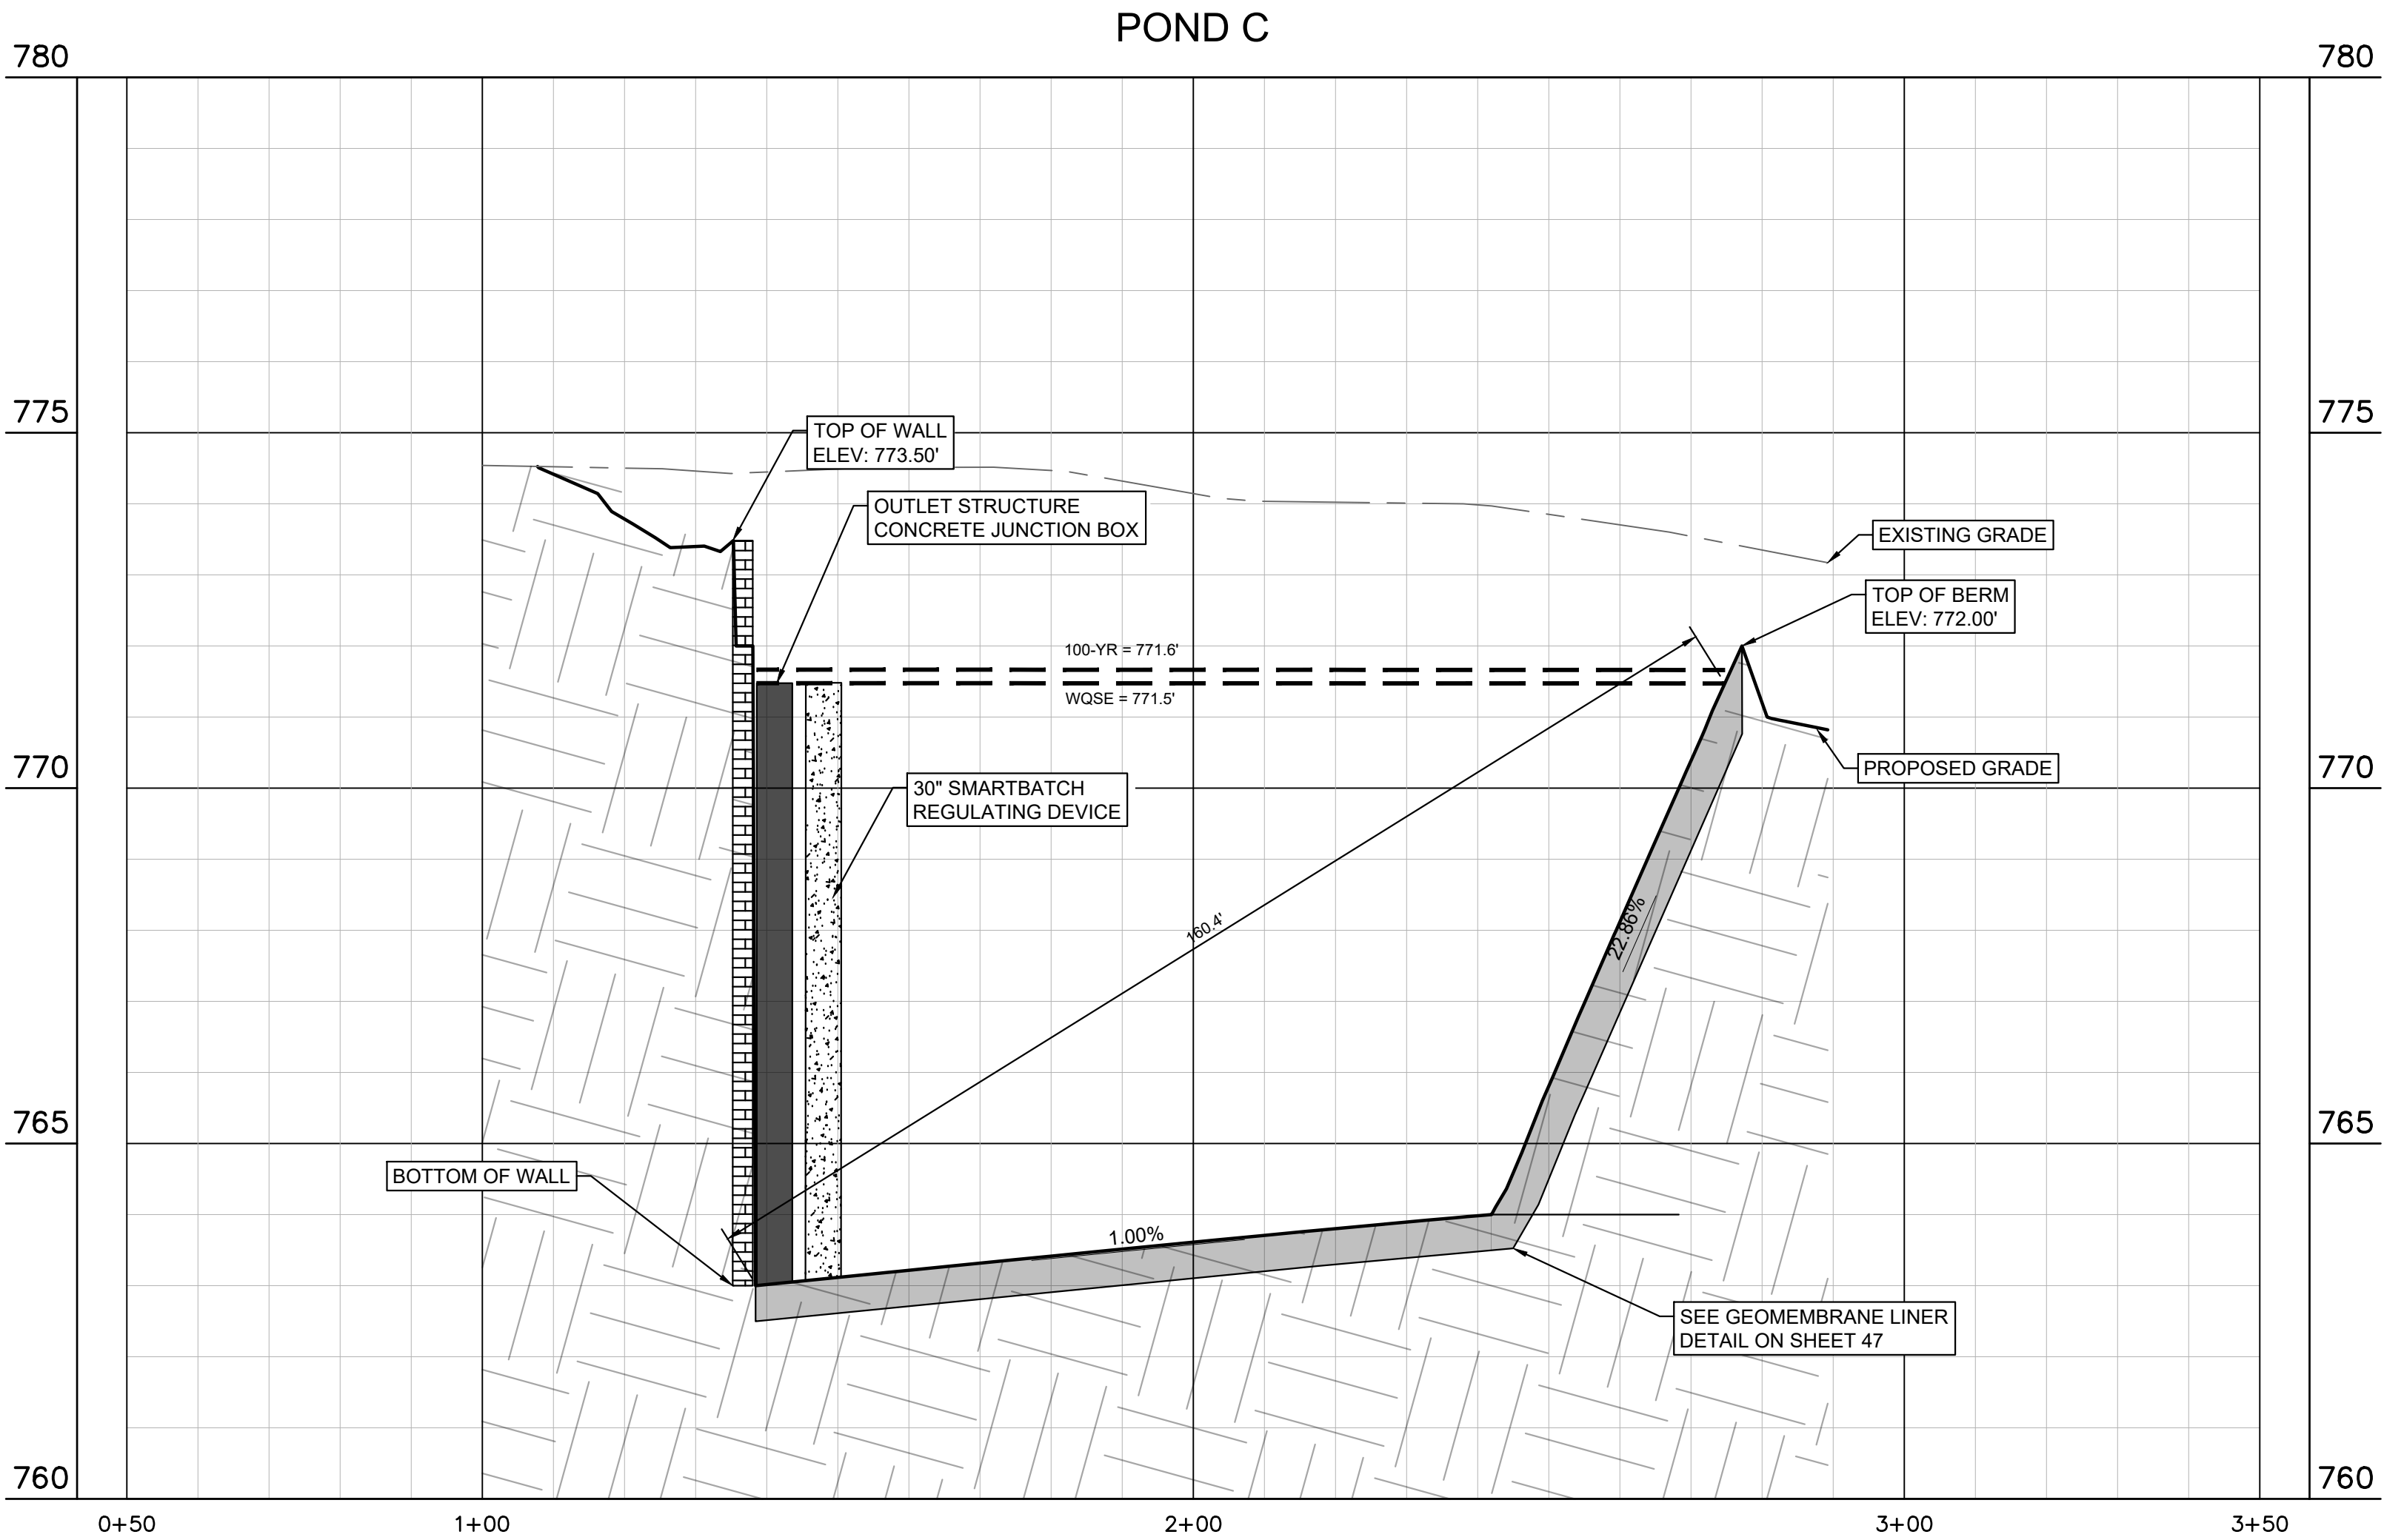 POND C
780
780
775
775
TOP OF WALL
ELEV: 773.50'
OUTLET STRUCTURE
CONCRETE JUNCTION BOX
EXISTING GRADE
TOP OF BERM
ELEV: 772.00'
100-YR = 771.6'
WQSE = 771.5'
770
770
PROPOSED GRADE
30" SMARTBATCH
REGULATING DEVICE
160.4'
22.86%
765
765
BOTTOM OF WALL
1.00%
SEE GEOMEMBRANE LINER
DETAIL ON SHEET 47
760
760
0+50
1+00
2+00
3+00
3+50